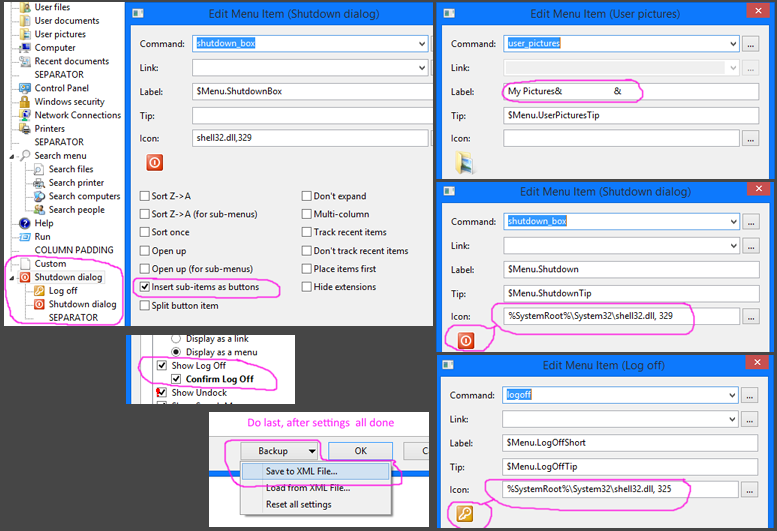 User files
User documents
User pictures
Computer
Recent documents
SEPARATOR
Control Panel
Windows security
Network Connections
Printers
SEPARATOR
Search menu
Search files
Search printer
Search computers
Search people
Help
Run
COLUMN PADDING
Custom
Shutdown dialog
Log off
Shutdown dialog
SEPARATOR
Edit Menu Item (Shutdown dialog)
Command: shutdown_box
Link:
Label: $Menu.ShutdownBox
Tip:
Icon: shell32.dll,329
Sort Z->A
Sort Z->A (for sub-menus)
Sort once
Open up
Open up (for sub-menus)
Insert sub-items as buttons
Split button item
Don't expand
Multi-column
Track recent items
Don't track recent items
Place items first
Hide extensions
Edit Menu Item (User pictures)
Command: user_pictures ...
Link: ...
Label: My Pictures& &
Tip: $Menu.UserPicturesTip
Icon: ...
Edit Menu Item (Shutdown dialog)
Command: shutdown_box ...
Link: ...
Label: $Menu.Shutdown
Tip: $Menu.ShutdownTip
Icon: %SystemRoot%\System32\shell32.dll, 329 ...
Display as a link
Display as a menu
Show Log Off
Confirm Log Off
Show Undock
Do last, after settings all done
Backup OK C
Save to XML File...
Load from XML File...
Reset all settings
Edit Menu Item (Log off)
Command: logoff ...
Link: ...
Label: $Menu.LogOffShort
Tip: $Menu.LogOffTip
Icon: %SystemRoot%\System32\shell32.dll, 325 ...